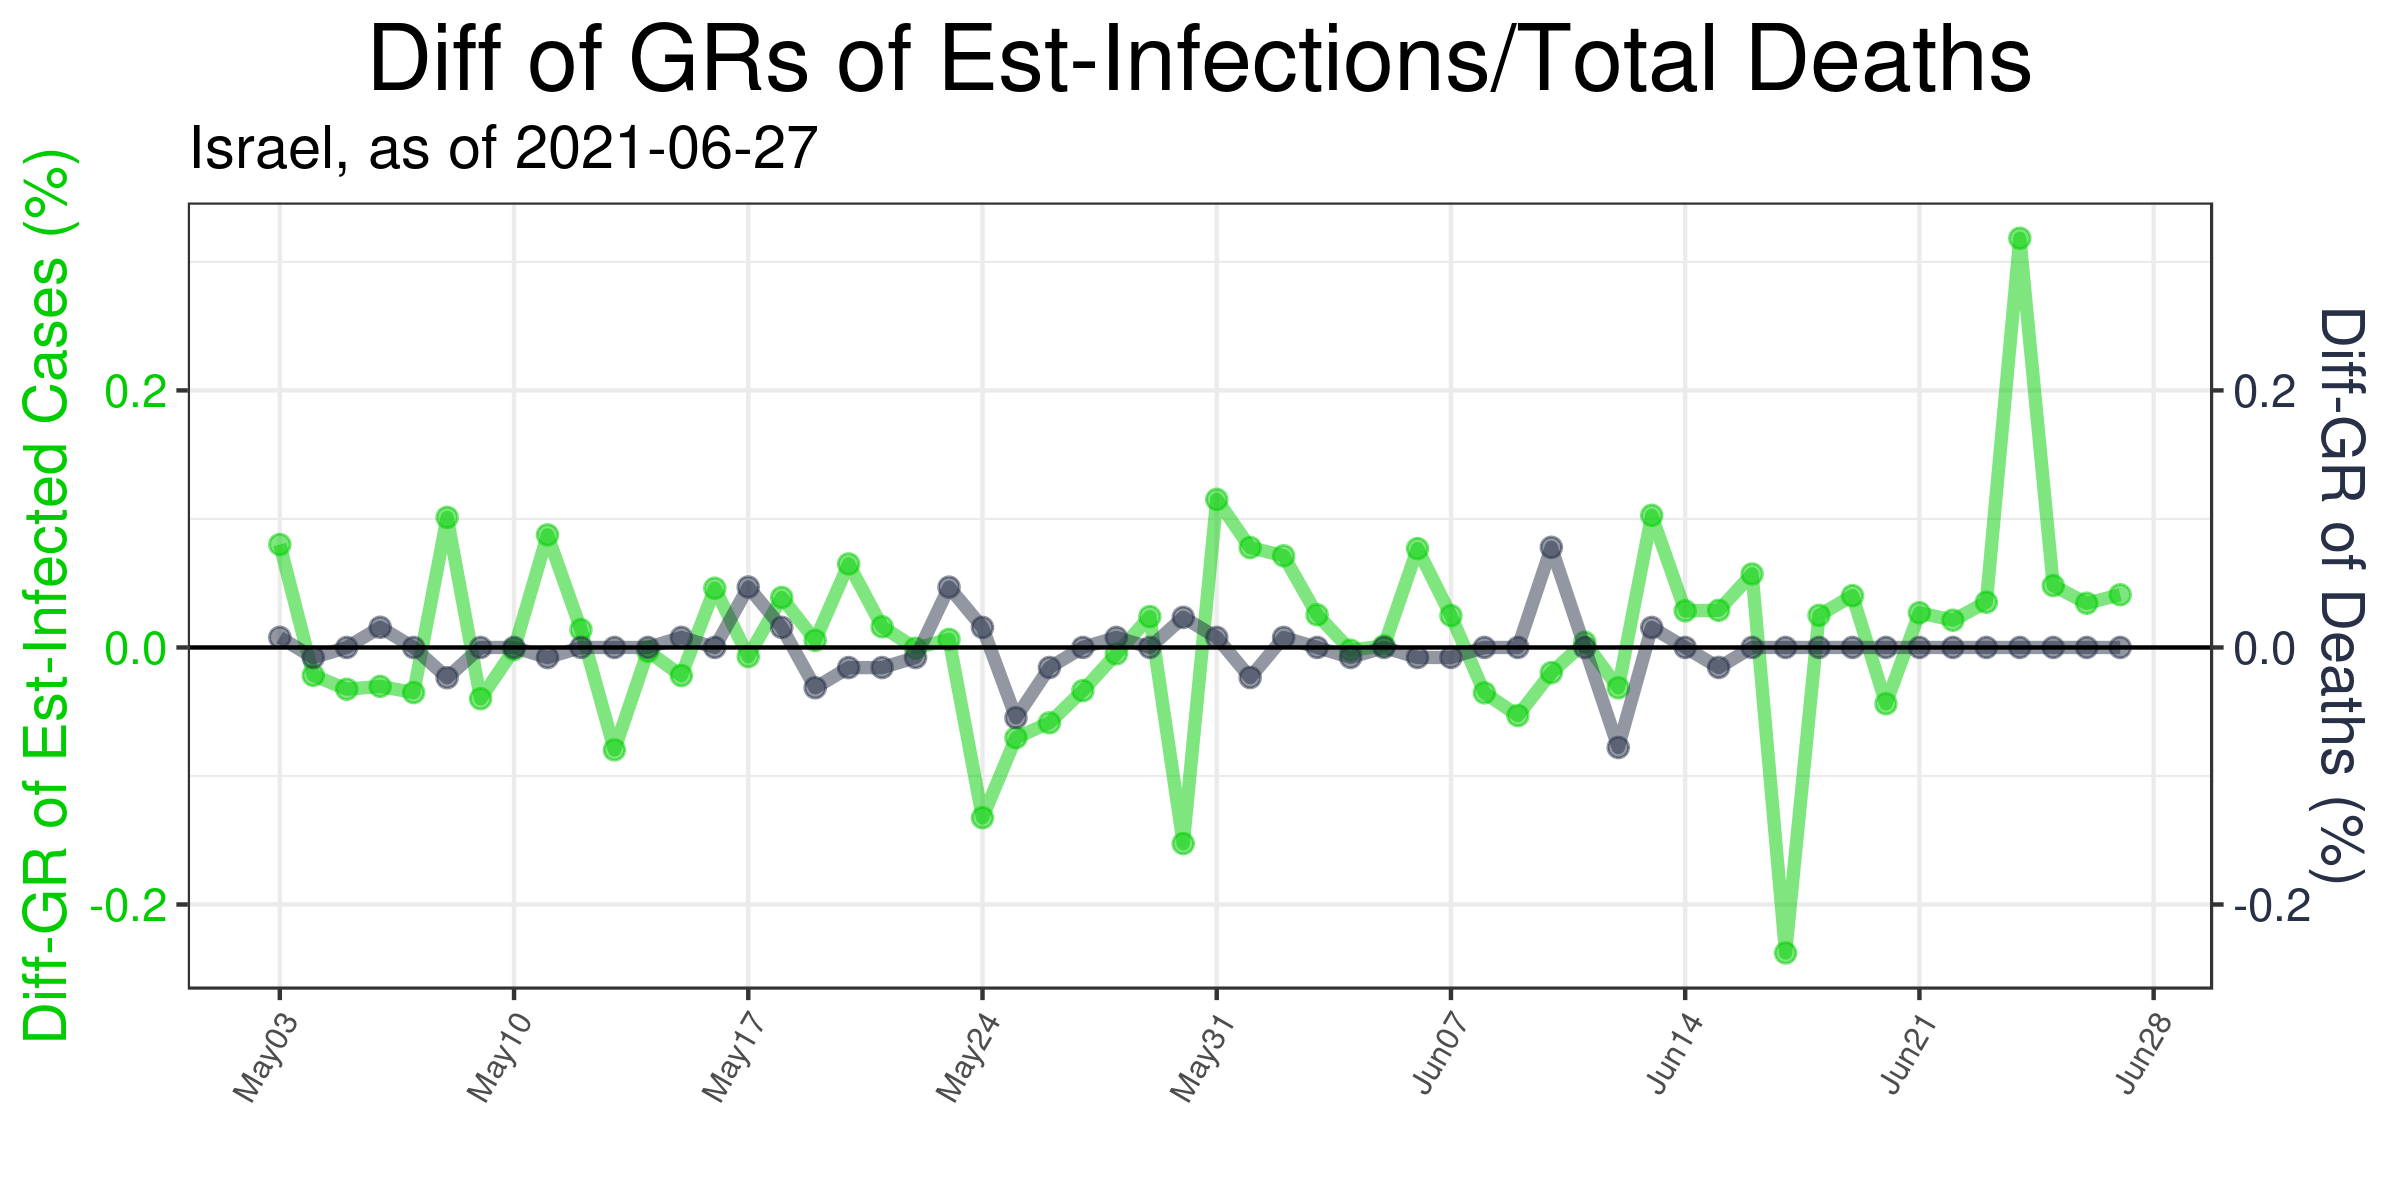 Diff of GRs of Est-Infections/Total Deaths
Israel, as of 2021-06-27
Diff-GR of Est-Infected Cases (%)
0.2
0.0
-0.2
0.2
0.0
-0.2
Diff-GR of Deaths (%)
May03
May10
May17
May24
May31
Jun07
Jun14
Jun21
Jun28